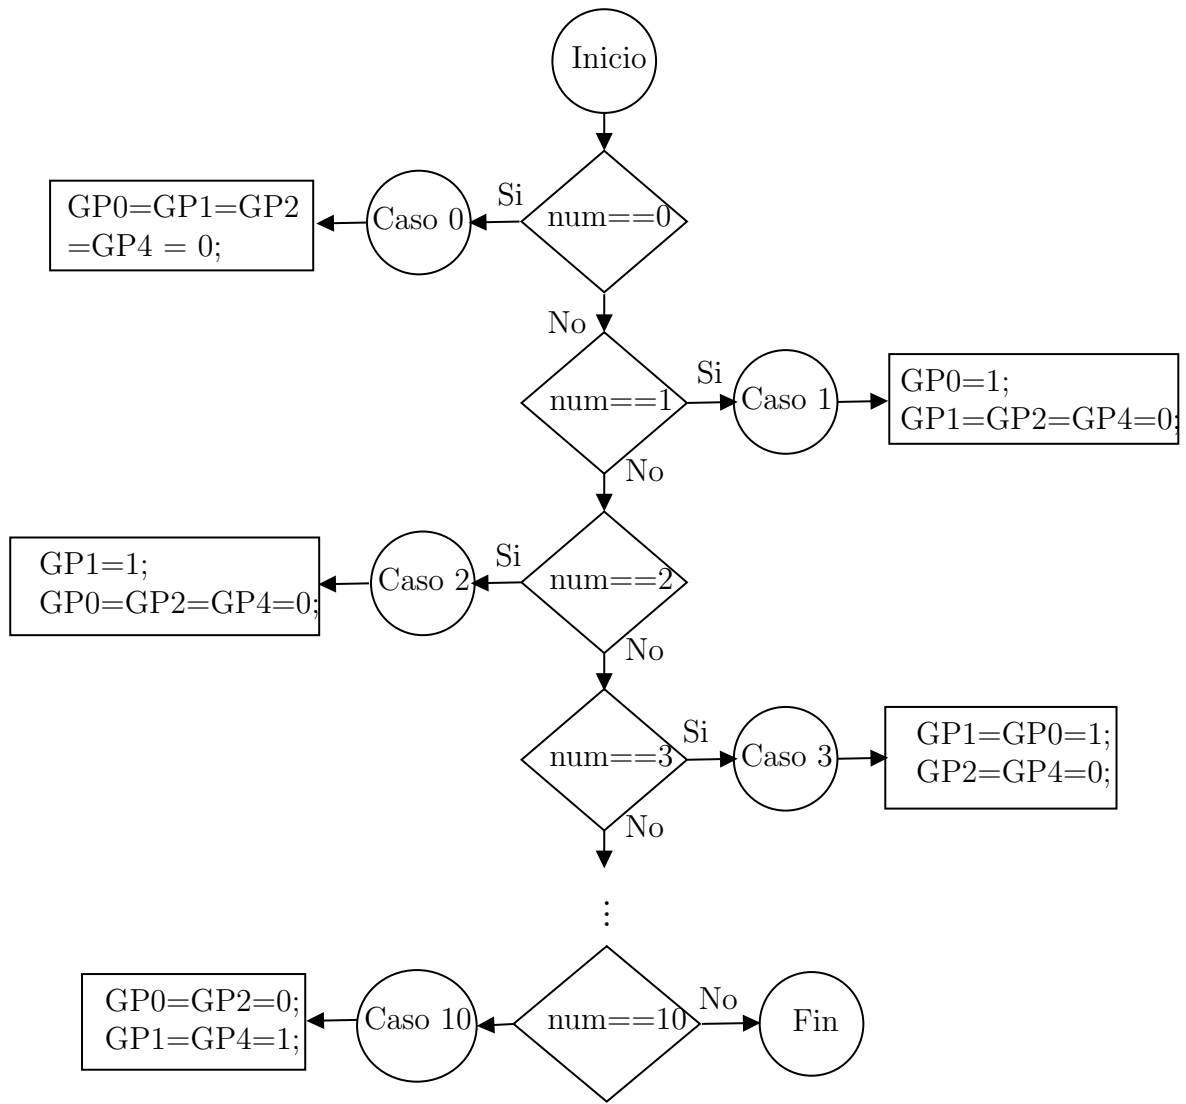 Inicio
GP0=GP1=GP2
=GP4 = 0;
Caso 0
Si
num==0
No
num==1
Si
Caso 1
GP0=1;
GP1=GP2=GP4=0;
No
GP1=1;
GP0=GP2=GP4=0;
Caso 2
Si
num==2
No
num==3
Si
Caso 3
GP1=GP0=1;
GP2=GP4=0;
No
⋮
GP0=GP2=0;
GP1=GP4=1;
Caso 10
num==10
No
Fin